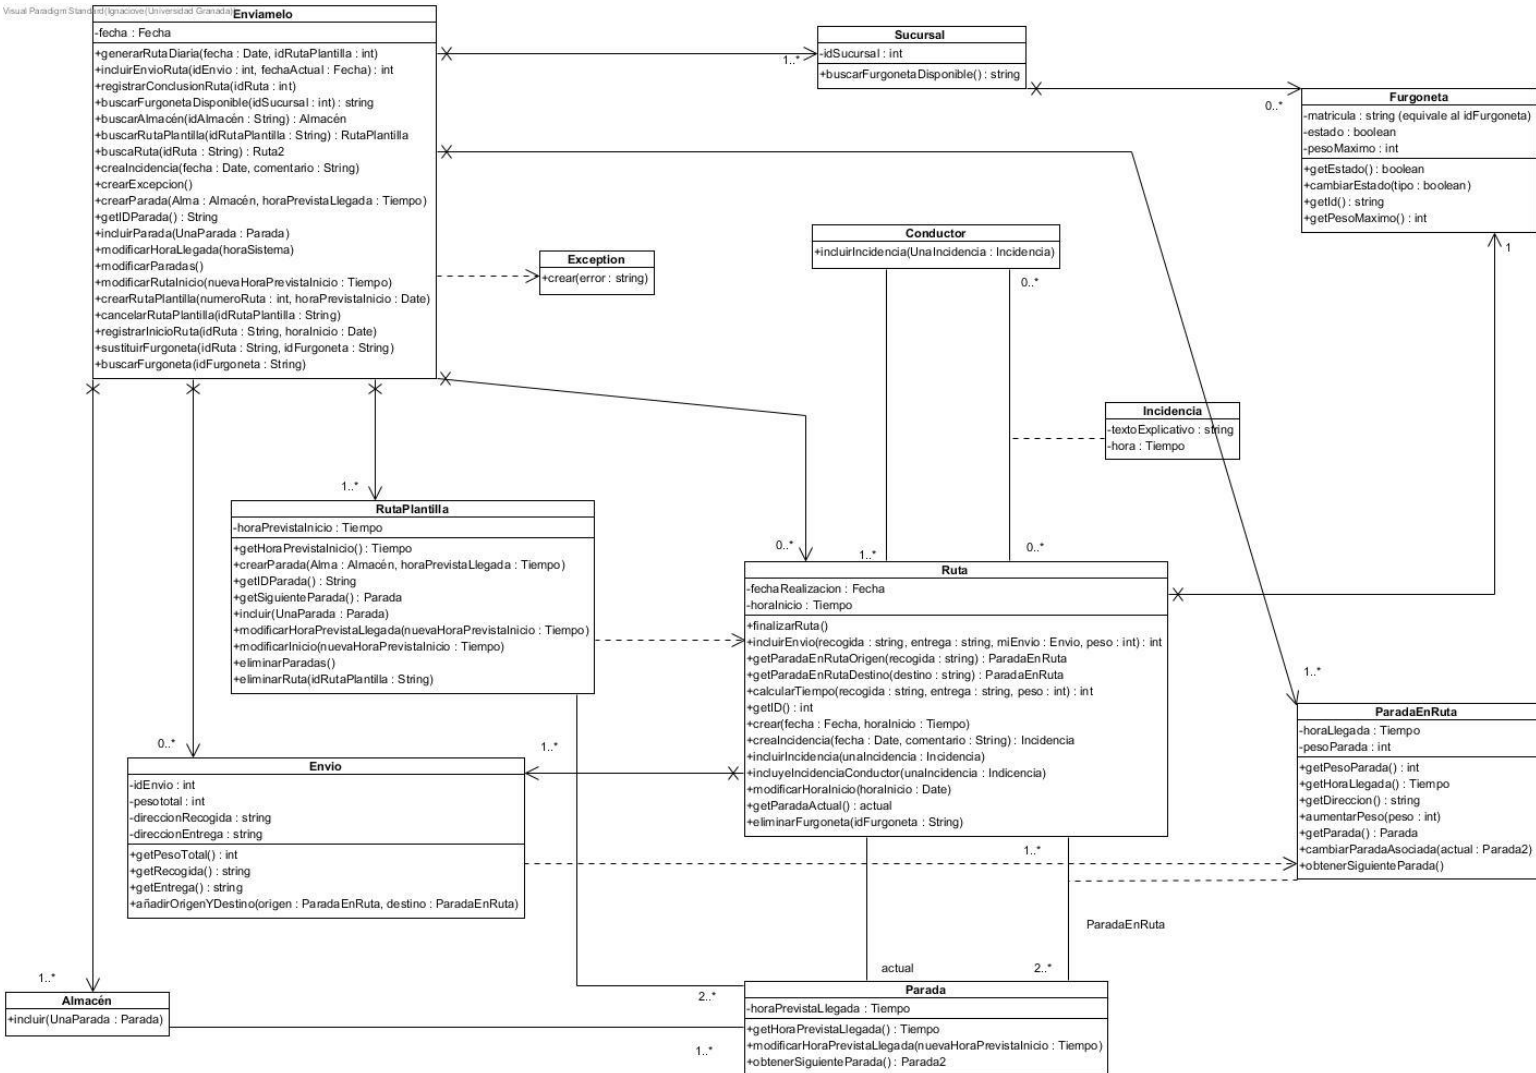 Visual Paradigm Standard(Ignaciove(Universidad Granada))
Enviamelo
-fecha : Fecha
+generarRutaDiaria(fecha : Date, idRutaPlantilla : int)
+incluirEnvioRuta(idEnvio : int, fechaActual : Fecha) : int
+registrarConclusionRuta(idRuta : int)
+buscarFurgonetaDisponible(idSucursal : int) : string
+buscarAlmacén(idAlmacén : String) : Almacén
+buscarRutaPlantilla(idRutaPlantilla : String) : RutaPlantilla
+buscaRuta(idRuta : String) : Ruta2
+creaIncidencia(fecha : Date, comentario : String)
+crearExcepcion()
+crearParada(Alma : Almacén, horaPrevistaLlegada : Tiempo)
+getIDParada() : String
+incluirParada(UnaParada : Parada)
+modificarHoraLlegada(horaSistema)
+modificarParadas()
+modificarRutaInicio(nuevaHoraPrevistaInicio : Tiempo)
+crearRutaPlantilla(numeroRuta : int, horaPrevistaInicio : Date)
+cancelarRutaPlantilla(idRutaPlantilla : String)
+registrarInicioRuta(idRuta : String, horaInicio : Date)
+sustituirFurgoneta(idRuta : String, idFurgoneta : String)
+buscarFurgoneta(idFurgoneta : String)
1..*
Sucursal
-idSucursal : int
+buscarFurgonetaDisponible() : string
0..*
Furgoneta
-matricula : string (equivale al idFurgoneta)
-estado : boolean
-pesoMaximo : int
+getEstado() : boolean
+cambiarEstado(tipo : boolean)
+getId() : string
+getPesoMaximo() : int
1
Conductor
+incluirIncidencia(UnaIncidencia : Incidencia)
0..*
Exception
+crear(error : string)
Incidencia
-textoExplicativo : string
-hora : Tiempo
1..*
RutaPlantilla
-horaPrevistaInicio : Tiempo
+getHoraPrevistaInicio() : Tiempo
+crearParada(Alma : Almacén, horaPrevistaLlegada : Tiempo)
+getIDParada() : String
+getSiguienteParada() : Parada
+incluir(UnaParada : Parada)
+modificarHoraPrevistaLlegada(nuevaHoraPrevistaInicio : Tiempo)
+modificarInicio(nuevaHoraPrevistaInicio : Tiempo)
+eliminarParadas()
+eliminarRuta(idRutaPlantilla : String)
0..*
1..*
0..*
Ruta
-fechaRealizacion : Fecha
-horaInicio : Tiempo
+finalizarRuta()
+incluirEnvio(recogida : string, entrega : string, miEnvio : Envio, peso : int) : int
+getParadaEnRutaOrigen(recogida : string) : ParadaEnRuta
+getParadaEnRutaDestino(destino : string) : ParadaEnRuta
+calcularTiempo(recogida : string, entrega : string, peso : int) : int
+getID() : int
+crear(fecha : Fecha, horaInicio : Tiempo)
+creaIncidencia(fecha : Date, comentario : String) : Incidencia
+incluirIncidencia(unaIncidencia : Incidencia)
+incluyeIncidenciaConductor(unaIncidencia : Indicencia)
+modificarHoraInicio(horaInicio : Date)
+getParadaActual() : actual
+eliminarFurgoneta(idFurgoneta : String)
1..*
ParadaEnRuta
-horaLlegada : Tiempo
-pesoParada : int
+getPesoParada() : int
+getHoraLlegada() : Tiempo
+getDireccion() : string
+aumentarPeso(peso : int)
+getParada() : Parada
+cambiarParadaAsociada(actual : Parada2)
+obtenerSiguienteParada()
0..*
1..*
Envio
-idEnvio : int
-pesototal : int
-direccionRecogida : string
-direccionEntrega : string
+getPesoTotal() : int
+getRecogida() : string
+getEntrega() : string
+añadirOrigenYDestino(origen : ParadaEnRuta, destino : ParadaEnRuta)
1..*
ParadaEnRuta
actual
2..*
1..*
Almacén
+incluir(UnaParada : Parada)
2..*
1..*
Parada
-horaPrevistaLlegada : Tiempo
+getHoraPrevistaLlegada() : Tiempo
+modificarHoraPrevistaLlegada(nuevaHoraPrevistaInicio : Tiempo)
+obtenerSiguienteParada() : Parada2